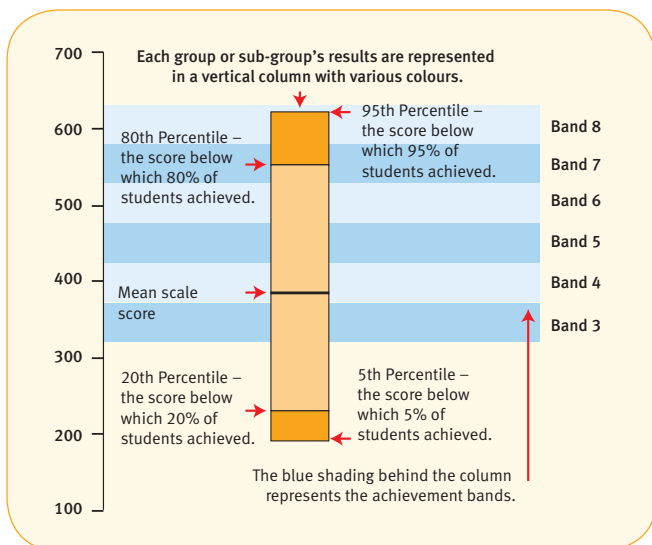 700
Each group or sub-group's results are represented
in a vertical column with various colours.
600
80th Percentile –
the score below
which 80% of
students achieved.
95th Percentile –
the score below
which 95% of
students achieved.
Band 8
Band 7
500
Band 6
Band 5
400
Mean scale
score
Band 4
Band 3
300
20th Percentile –
the score below
which 20% of
students achieved.
5th Percentile –
the score below
which 5% of
students achieved.
200
The blue shading behind the column
represents the achievement bands.
100